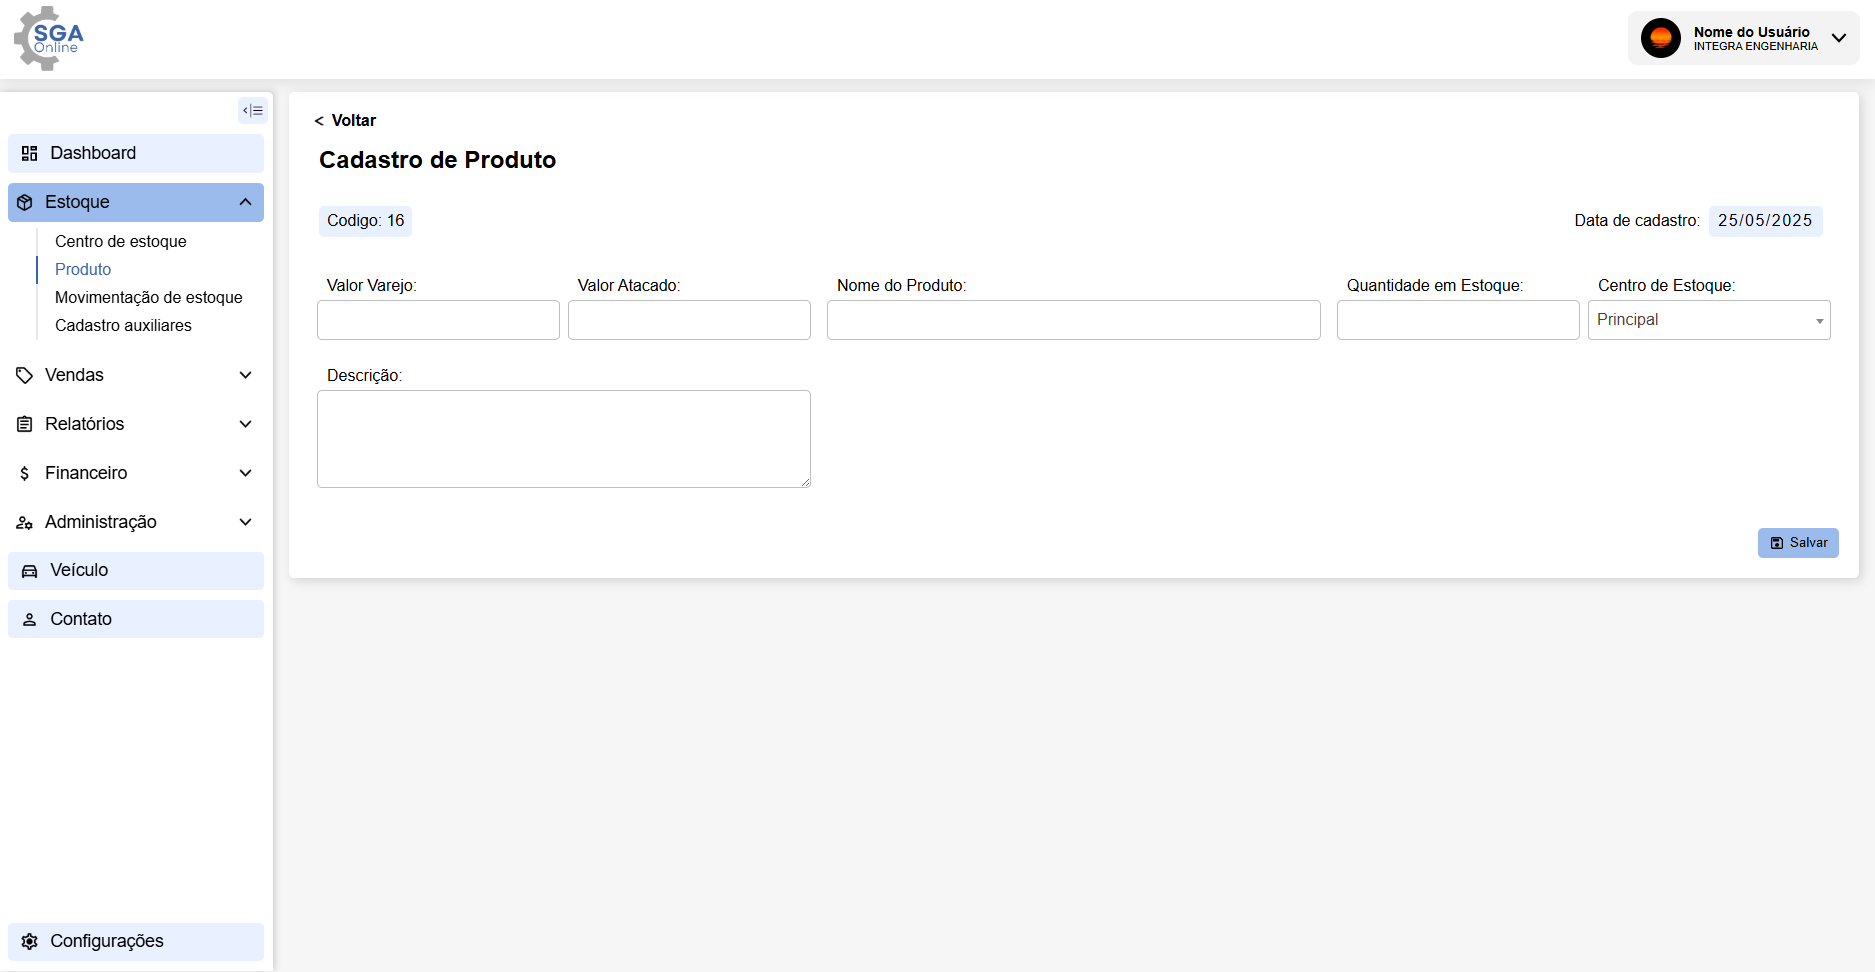 SGA
Online
Nome do Usuário
INTEGRA ENGENHARIA
Dashboard
Estoque
Centro de estoque
Produto
Movimentação de estoque
Cadastro auxiliares
Vendas
Relatórios
Financeiro
Administração
Veículo
Contato
Configurações
< Voltar
Cadastro de Produto
Codigo: 16
Data de cadastro: 25/05/2025
Valor Varejo:
Valor Atacado:
Nome do Produto:
Quantidade em Estoque:
Centro de Estoque:
Principal
Descrição:
Salvar